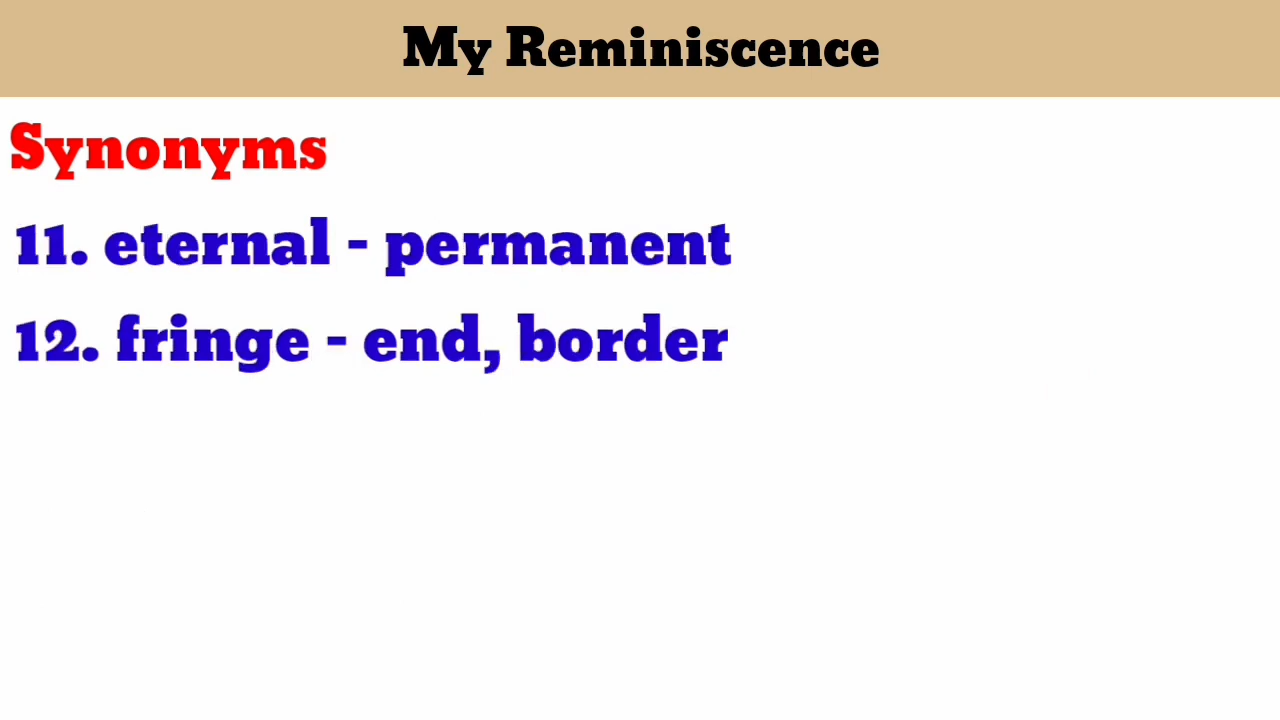 My Reminiscence
Synonyms
11. eternal - permanent
12. fringe - end, border